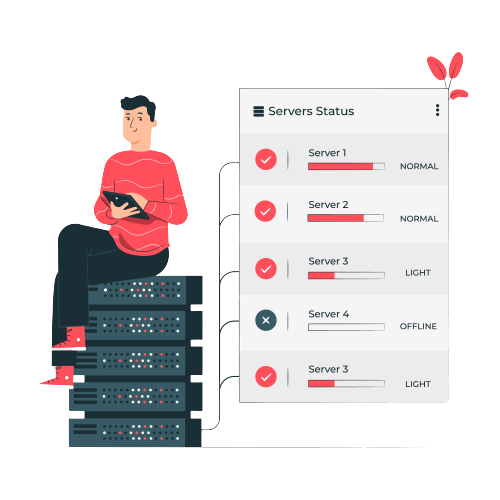 Servers Status
Server 1
NORMAL
Server 2
NORMAL
Server 3
LIGHT
Server 4
OFFLINE
Server 3
LIGHT